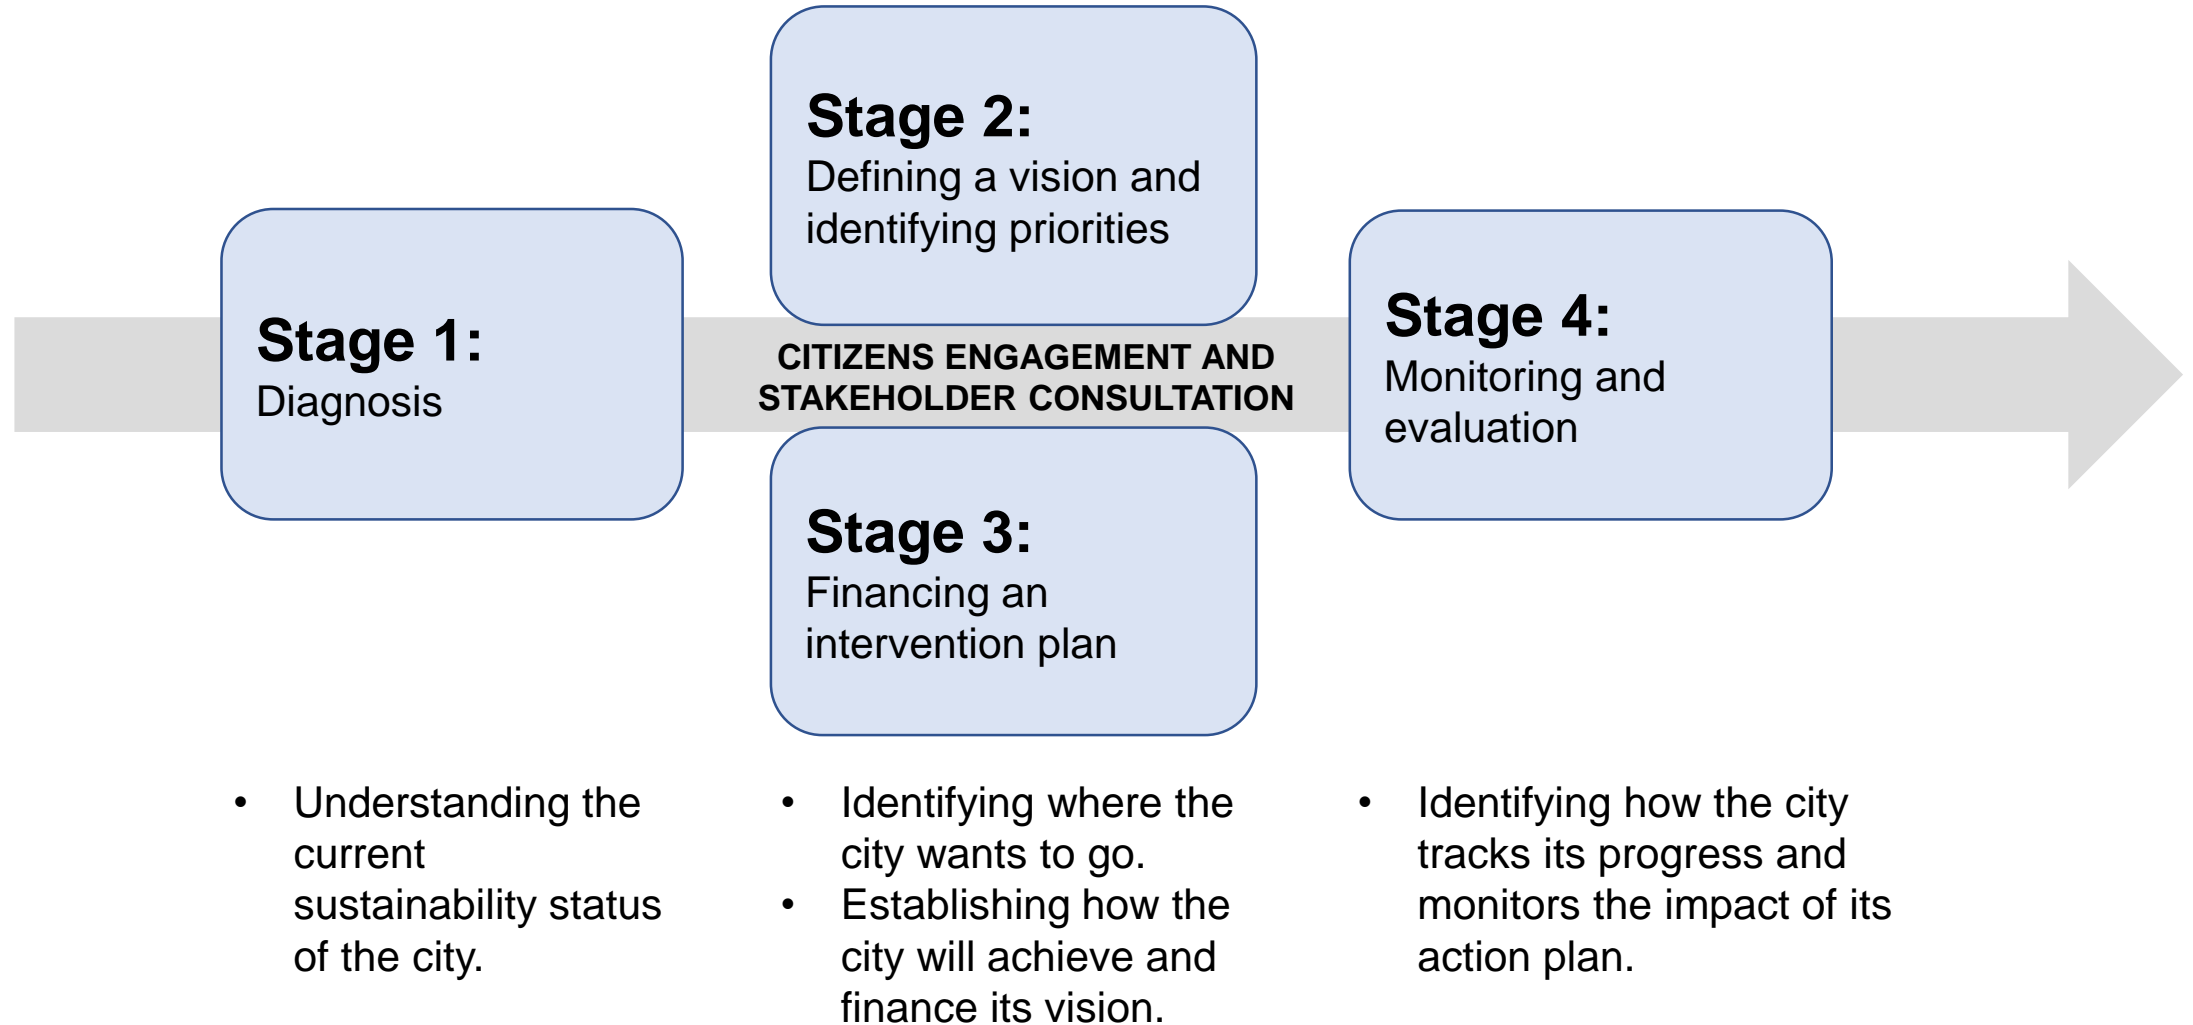 Stage 1:
Diagnosis
Stage 2:
Defining a vision and
identifying priorities
CITIZENS ENGAGEMENT AND
STAKEHOLDER CONSULTATION
Stage 3:
Financing an
intervention plan
Stage 4:
Monitoring and
evaluation
• Understanding the
current
sustainability status
of the city.
• Identifying where the
city wants to go.
• Establishing how the
city will achieve and
finance its vision.
• Identifying how the city
tracks its progress and
monitors the impact of its
action plan.